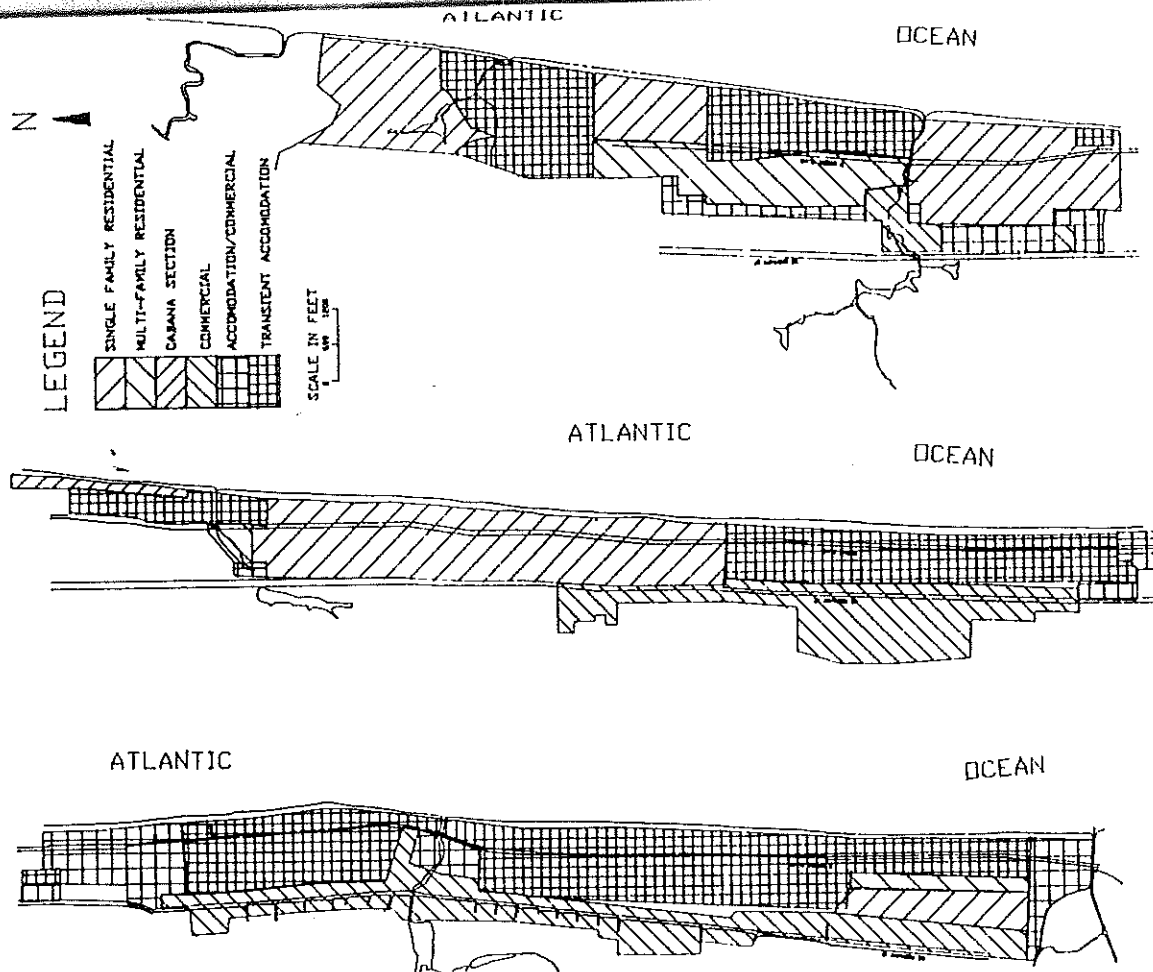 ATLANTIC
OCEAN
N
LEGEND
SINGLE FAMILY RESIDENTIAL
MULTI-FAMILY RESIDENTIAL
CABANA SECTION
COMMERCIAL
ACCOMODATION/COMMERCIAL
TRANSIENT ACCOMODATION
SCALE IN FEET
0
ATLANTIC
OCEAN
ATLANTIC
OCEAN